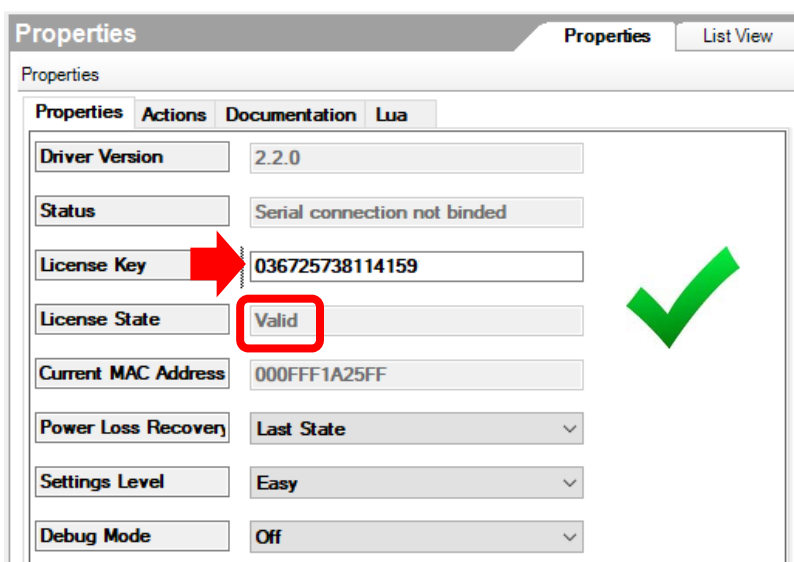 Properties
Properties List View
Properties
Properties Actions Documentation Lua
Driver Version 2.2.0
Status Serial connection not binded
License Key 036725738114159
License State Valid
Current MAC Address 000FFF1A25FF
Power Loss Recovery Last State
Settings Level Easy
Debug Mode Off